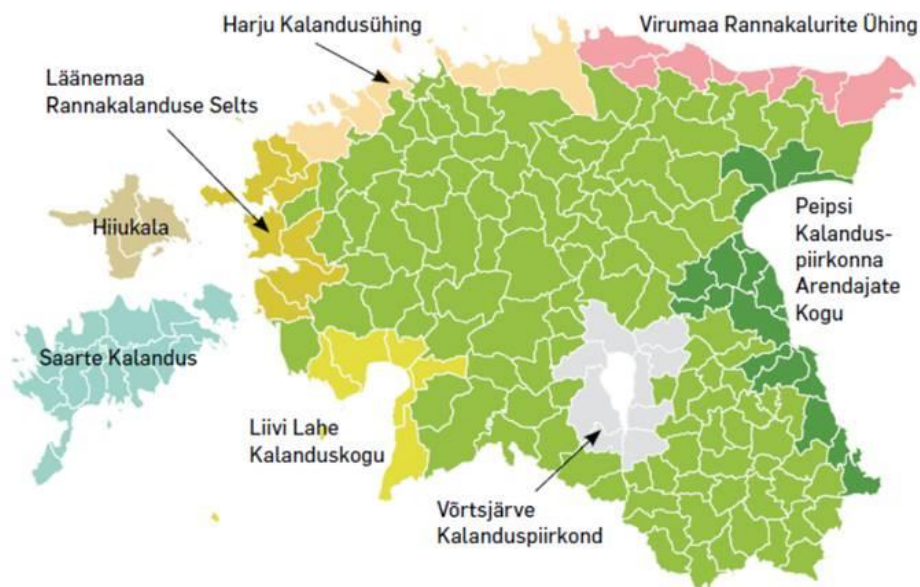 Harju Kalandusühing
Virumaa Rannakalurite Ühing
Läänemaa
Rannakalanduse Selts
Hiiukala
Peipsi
Kalandus-
piirkonna
Arendajate
Kogu
Saarte Kalandus
Liivi Lahe
Kalanduskogu
Võrtsjärve
Kalanduspiirkond